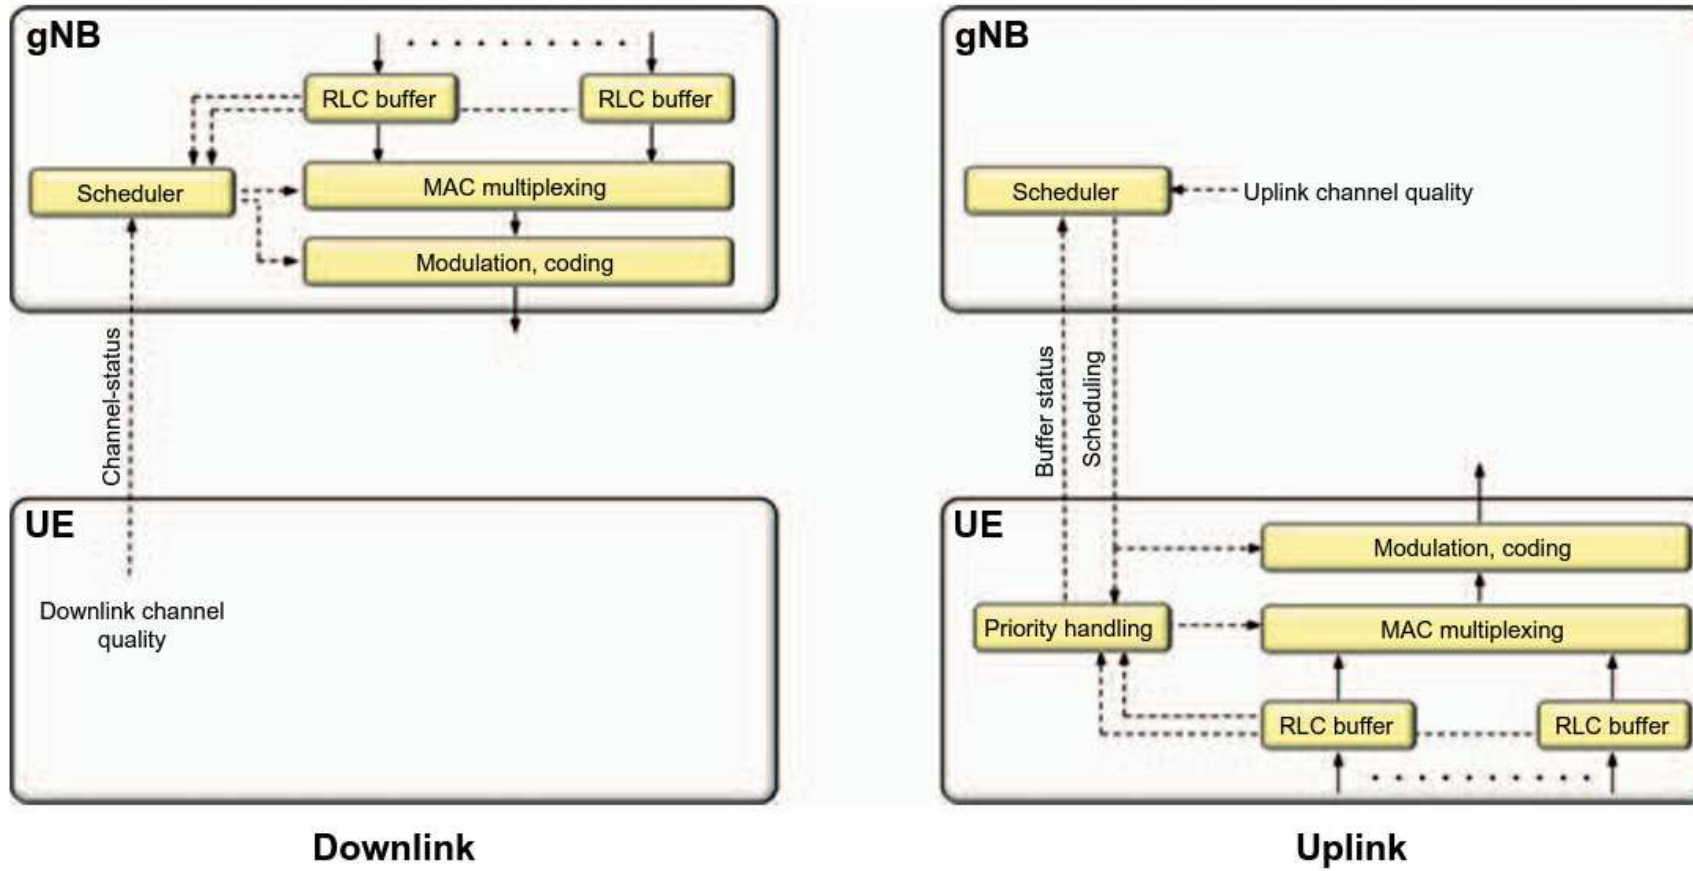 gNB
RLC buffer
RLC buffer
Scheduler
MAC multiplexing
Modulation, coding
Channel-status
UE
Downlink channel
quality
Downlink
gNB
Scheduler
Uplink channel quality
Buffer status
Scheduling
UE
Modulation, coding
Priority handling
MAC multiplexing
RLC buffer
RLC buffer
Uplink